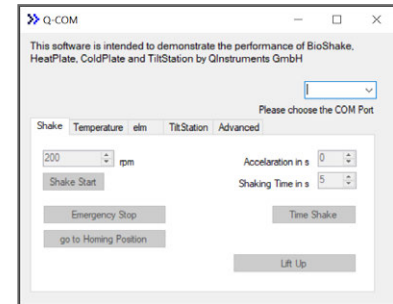 Q-COM
This software is intended to demonstrate the performance of BioShake,
HeatPlate, ColdPlate and TiltStation by QInstruments GmbH
Please choose the COM Port
Shake Temperature elm TiltStation Advanced
200 rpm Accelaration in s 0
Shake Start Shaking Time in s 5
Emergency Stop Time Shake
go to Homing Position
Lift Up